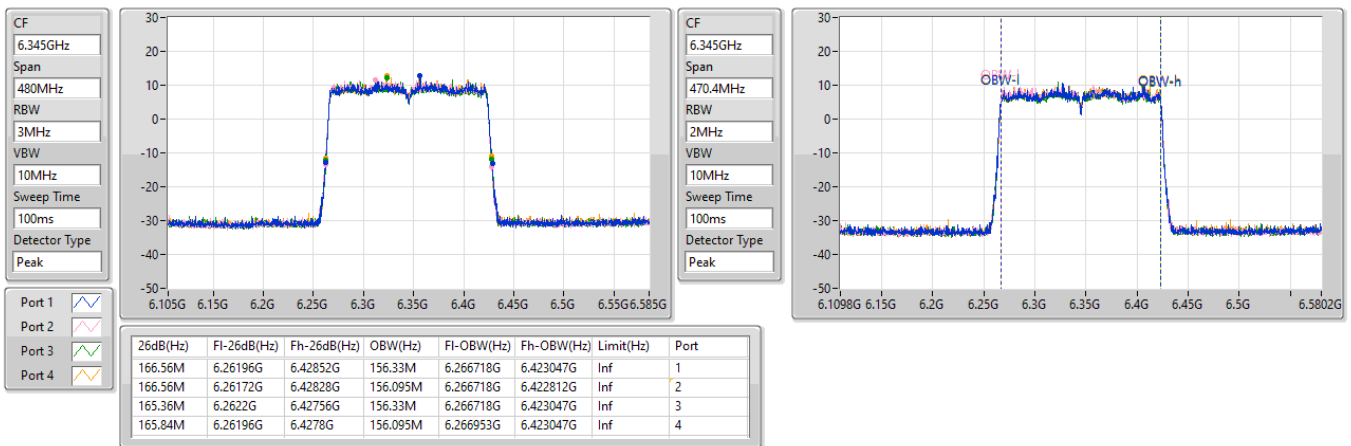 CF
6.345GHz
Span
480MHz
RBW
3MHz
VBW
10MHz
Sweep Time
100ms
Detector Type
Peak
30
20
10
0
-10
-20
-30
-40
-50
6.105G 6.15G 6.2G 6.25G 6.3G 6.35G 6.4G 6.45G 6.5G 6.55G 6.585G
CF
6.345GHz
Span
470.4MHz
RBW
2MHz
VBW
10MHz
Sweep Time
100ms
Detector Type
Peak
30
20
10
0
-10
-20
-30
-40
-50
OBW-l OBW-h
6.1098G 6.15G 6.2G 6.25G 6.3G 6.35G 6.4G 6.45G 6.5G 6.5802G
Port 1
Port 2
Port 3
Port 4
26dB(Hz) Fl-26dB(Hz) Fh-26dB(Hz) OBW(Hz) Fl-OBW(Hz) Fh-OBW(Hz) Limit(Hz) Port
166.56M 6.26196G 6.42852G 156.33M 6.266718G 6.423047G Inf 1
166.56M 6.26172G 6.42828G 156.095M 6.266718G 6.422812G Inf 2
165.36M 6.2622G 6.42756G 156.33M 6.266718G 6.423047G Inf 3
165.84M 6.26196G 6.4278G 156.095M 6.266953G 6.423047G Inf 4